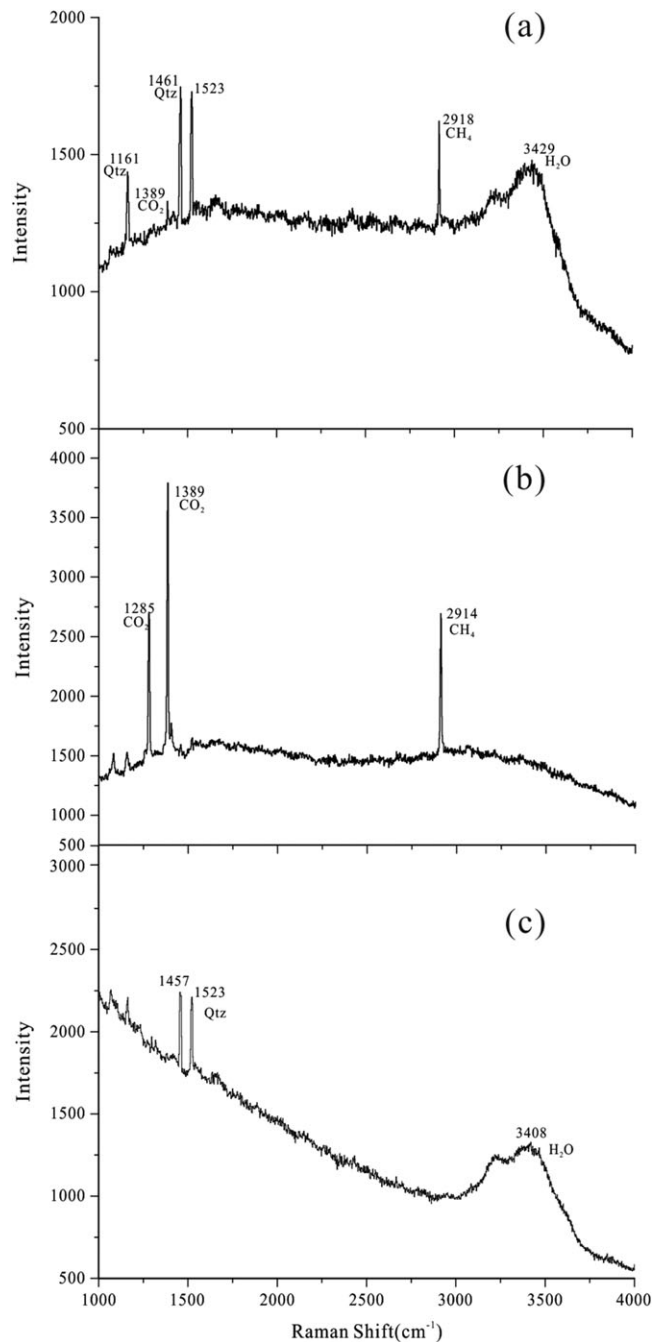 (a)
2000
1500
1000
500
Intensity
1161
Qtz
1389
CO₂
1461
Qtz
1523
2918
CH₄
3429
H₂O
(b)
4000
3500
3000
2500
2000
1500
1000
500
Intensity
1285
CO₂
1389
CO₂
2914
CH₄
(c)
3000
2500
2000
1500
1000
500
Intensity
1457
1523
Qtz
3408
H₂O
1000 1500 2000 2500 3000 3500 4000
Raman Shift(cm⁻¹)